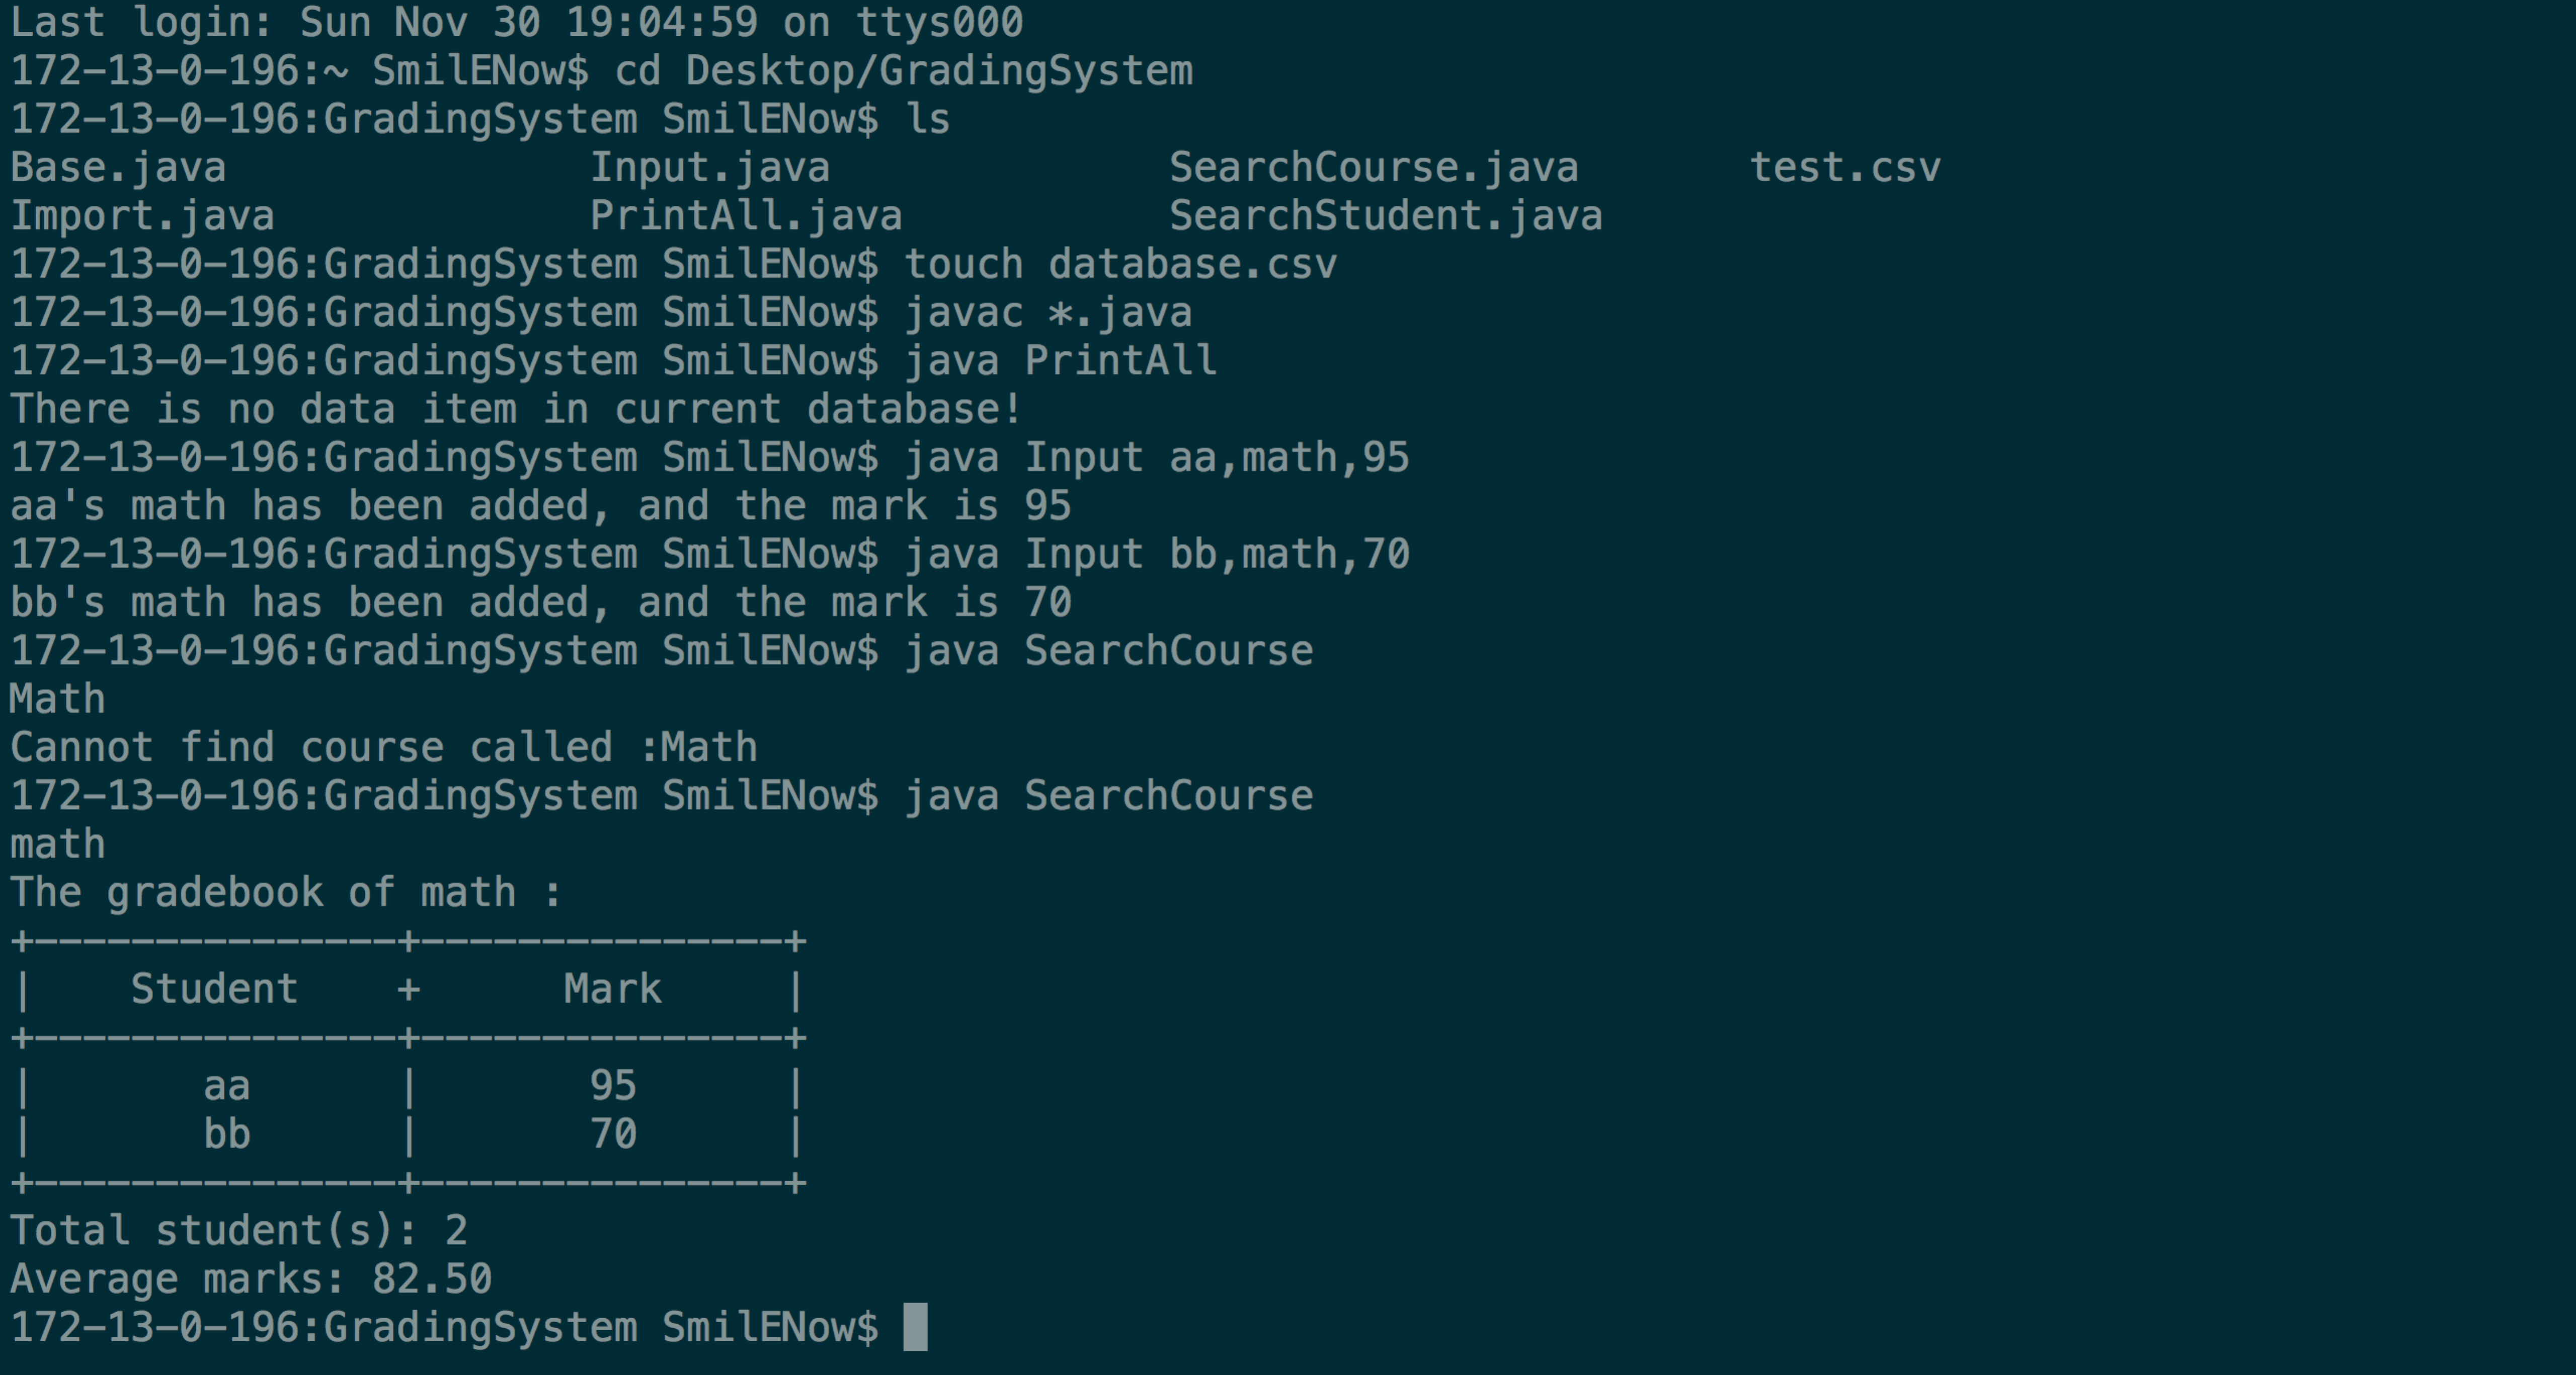 Last login: Sun Nov 30 19:04:59 on ttys000
172-13-0-196:~ SmilENow$ cd Desktop/GradingSystem
172-13-0-196:GradingSystem SmilENow$ ls
Base.java               Input.java              SearchCourse.java       test.csv
Import.java             PrintAll.java           SearchStudent.java
172-13-0-196:GradingSystem SmilENow$ touch database.csv
172-13-0-196:GradingSystem SmilENow$ javac *.java
172-13-0-196:GradingSystem SmilENow$ java PrintAll
There is no data item in current database!
172-13-0-196:GradingSystem SmilENow$ java Input aa,math,95
aa's math has been added, and the mark is 95
172-13-0-196:GradingSystem SmilENow$ java Input bb,math,70
bb's math has been added, and the mark is 70
172-13-0-196:GradingSystem SmilENow$ java SearchCourse
Math
Cannot find course called :Math
172-13-0-196:GradingSystem SmilENow$ java SearchCourse
math
The gradebook of math :
+---------------+---------------+
|    Student    +      Mark     |
+---------------+---------------+
|       aa      |       95      |
|       bb      |       70      |
+---------------+---------------+
Total student(s): 2
Average marks: 82.50
172-13-0-196:GradingSystem SmilENow$